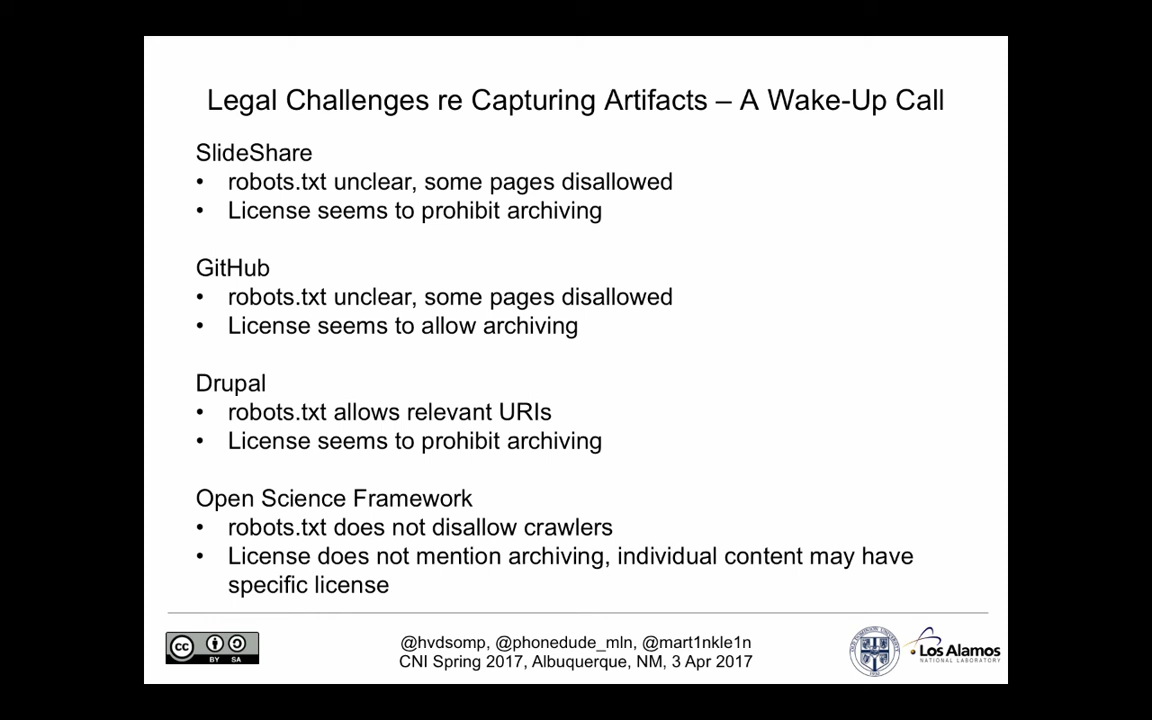 Legal Challenges re Capturing Artifacts – A Wake-Up Call
SlideShare
• robots.txt unclear, some pages disallowed
• License seems to prohibit archiving
GitHub
• robots.txt unclear, some pages disallowed
• License seems to allow archiving
Drupal
• robots.txt allows relevant URIs
• License seems to prohibit archiving
Open Science Framework
• robots.txt does not disallow crawlers
• License does not mention archiving, individual content may have
specific license
cc BY SA
@hvdsomp, @phonedude_mln, @mart1nkle1n
CNI Spring 2017, Albuquerque, NM, 3 Apr 2017
Los Alamos
NATIONAL LABORATORY